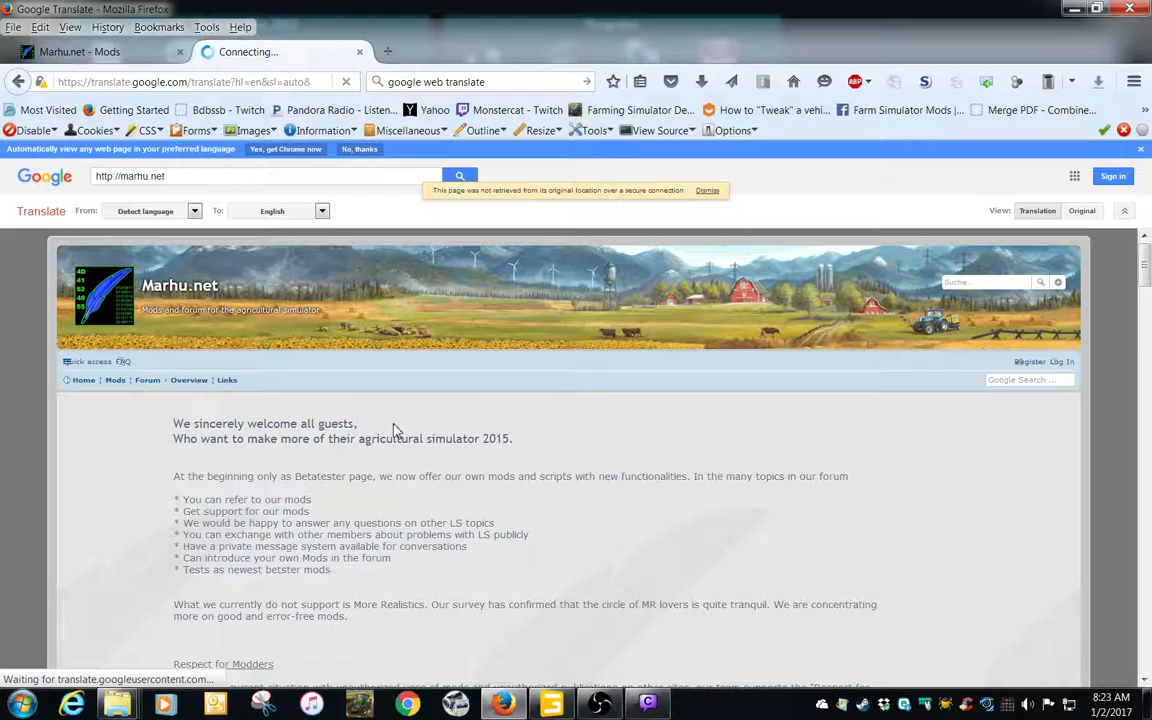 Google Translate - Mozilla Firefox
File Edit View History Bookmarks Tools Help
Marhu.net - Mods
Connecting...
https://translate.google.com/translate?hl=en&sl=auto&
google web translate
ABP
Most Visited Getting Started Bdbssb - Twitch Pandora Radio - Listen... Yahoo Monstercat - Twitch Farming Simulator De... How to "Tweak" a vehi... Farm Simulator Mods |... Merge PDF - Combine...
Disable Cookies CSS Forms Images Information Miscellaneous Outline Resize Tools View Source Options
Automatically view any web page in your preferred language Yes, get Chrome now No, thanks
Google http://marhu.net Sign in
This page was not retrieved from its original location over a secure connection. Dismiss
Translate From: Detect language To: English View: Translation Original
4D
41
52
48
55
Marhu.net
Mods and forum for the agricultural simulator
Suche...
Quick access FAQ Register Log In
Home Mods Forum Overview Links
Google Search ...
We sincerely welcome all guests,
Who want to make more of their agricultural simulator 2015.
At the beginning only as Betatester page, we now offer our own mods and scripts with new functionalities. In the many topics in our forum
* You can refer to our mods
* Get support for our mods
* We would be happy to answer any questions on other LS topics
* You can exchange with other members about problems with LS publicly
* Have a private message system available for conversations
* Can introduce your own Mods in the forum
* Tests as newest betster mods
What we currently do not support is More Realistics. Our survey has confirmed that the circle of MR lovers is quite tranquil. We are concentrating
more on good and error-free mods.
Respect for Modders
Waiting for translate.googleusercontent.com...
8:23 AM
1/2/2017